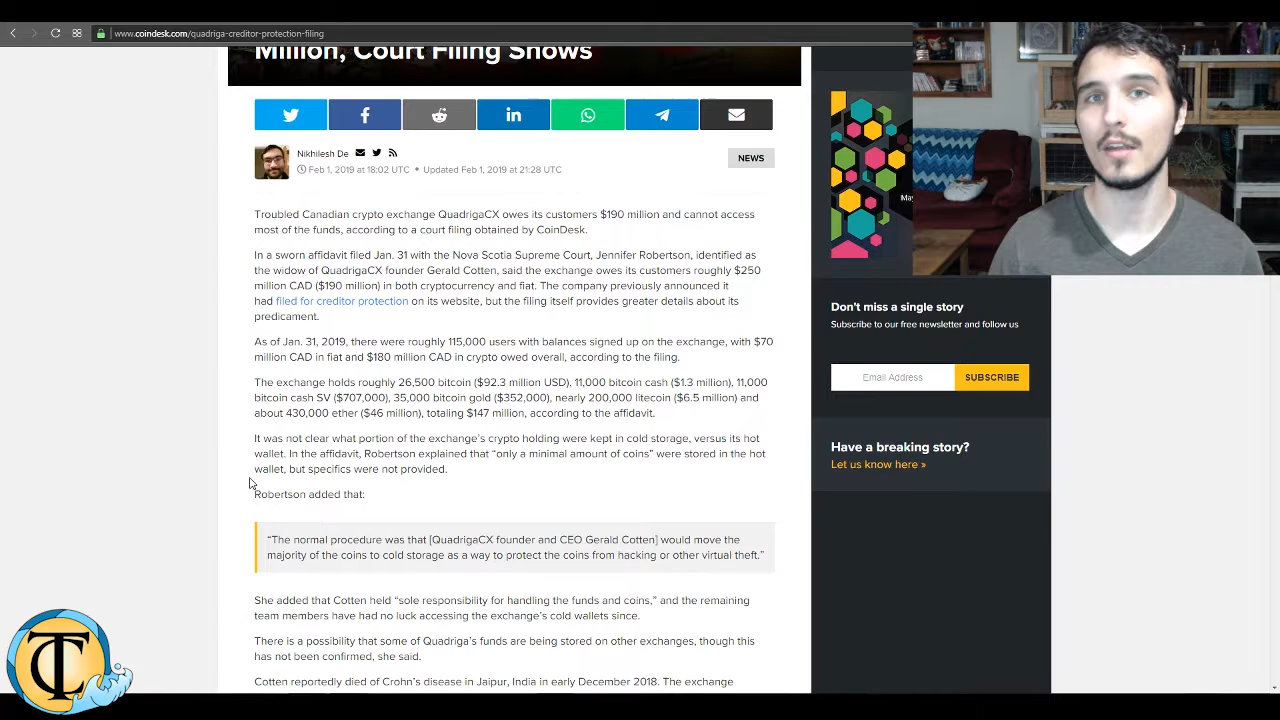 www.coindesk.com/quadriga-creditor-protection-filing
Million, Court Filing Shows
Nikhilesh De
Feb 1, 2019 at 18:02 UTC • Updated Feb 1, 2019 at 21:28 UTC
NEWS
Troubled Canadian crypto exchange QuadrigaCX owes its customers $190 million and cannot access
most of the funds, according to a court filing obtained by CoinDesk.
In a sworn affidavit filed Jan. 31 with the Nova Scotia Supreme Court, Jennifer Robertson, identified as
the widow of QuadrigaCX founder Gerald Cotten, said the exchange owes its customers roughly $250
million CAD ($190 million) in both cryptocurrency and fiat. The company previously announced it
had filed for creditor protection on its website, but the filing itself provides greater details about its
predicament.
As of Jan. 31, 2019, there were roughly 115,000 users with balances signed up on the exchange, with $70
million CAD in fiat and $180 million CAD in crypto owed overall, according to the filing.
The exchange holds roughly 26,500 bitcoin ($92.3 million USD), 11,000 bitcoin cash ($1.3 million), 11,000
bitcoin cash SV ($707,000), 35,000 bitcoin gold ($352,000), nearly 200,000 litecoin ($6.5 million) and
about 430,000 ether ($46 million), totaling $147 million, according to the affidavit.
It was not clear what portion of the exchange's crypto holding were kept in cold storage, versus its hot
wallet. In the affidavit, Robertson explained that "only a minimal amount of coins" were stored in the hot
wallet, but specifics were not provided.
Robertson added that:
"The normal procedure was that [QuadrigaCX founder and CEO Gerald Cotten] would move the
majority of the coins to cold storage as a way to protect the coins from hacking or other virtual theft."
She added that Cotten held "sole responsibility for handling the funds and coins," and the remaining
team members have had no luck accessing the exchange's cold wallets since.
There is a possibility that some of Quadriga's funds are being stored on other exchanges, though this
has not been confirmed, she said.
Cotten reportedly died of Crohn's disease in Jaipur, India in early December 2018. The exchange
May
Don't miss a single story
Subscribe to our free newsletter and follow us
Email Address
SUBSCRIBE
Have a breaking story?
Let us know here »
TC